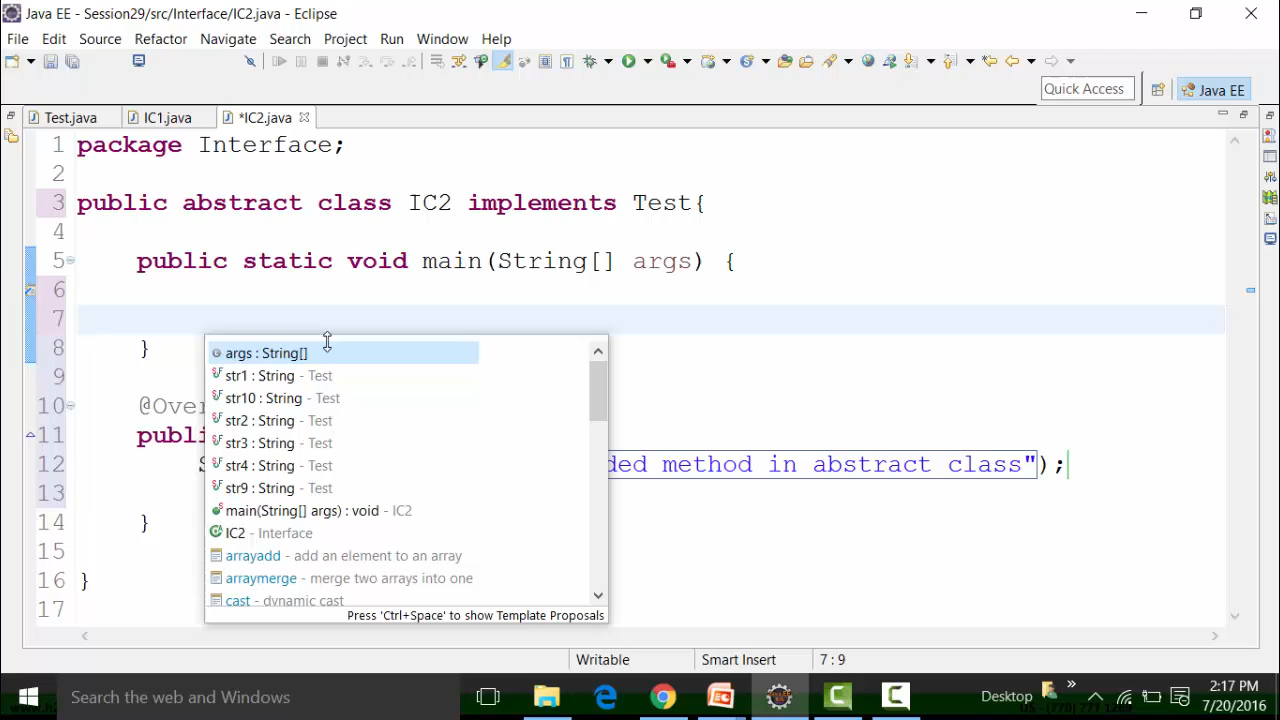 Java EE - Session29/src/Interface/IC2.java - Eclipse
File Edit Source Refactor Navigate Search Project Run Window Help
Quick Access Java EE
Test.java IC1.java *IC2.java
1 package Interface;
2
3 public abstract class IC2 implements Test{
4
5 public static void main(String[] args) {
6
7
8 }
9
10 @Over
11 publi
12 S ded method in abstract class");
13
14 }
15
16 }
17
args : String[]
str1 : String - Test
str10 : String - Test
str2 : String - Test
str3 : String - Test
str4 : String - Test
str9 : String - Test
main(String[] args) : void - IC2
IC2 - Interface
arrayadd - add an element to an array
arraymerge - merge two arrays into one
cast - dynamic cast
Press 'Ctrl+Space' to show Template Proposals
Writable Smart Insert 7 : 9
Search the web and Windows Desktop 2:17 PM
7/20/2016